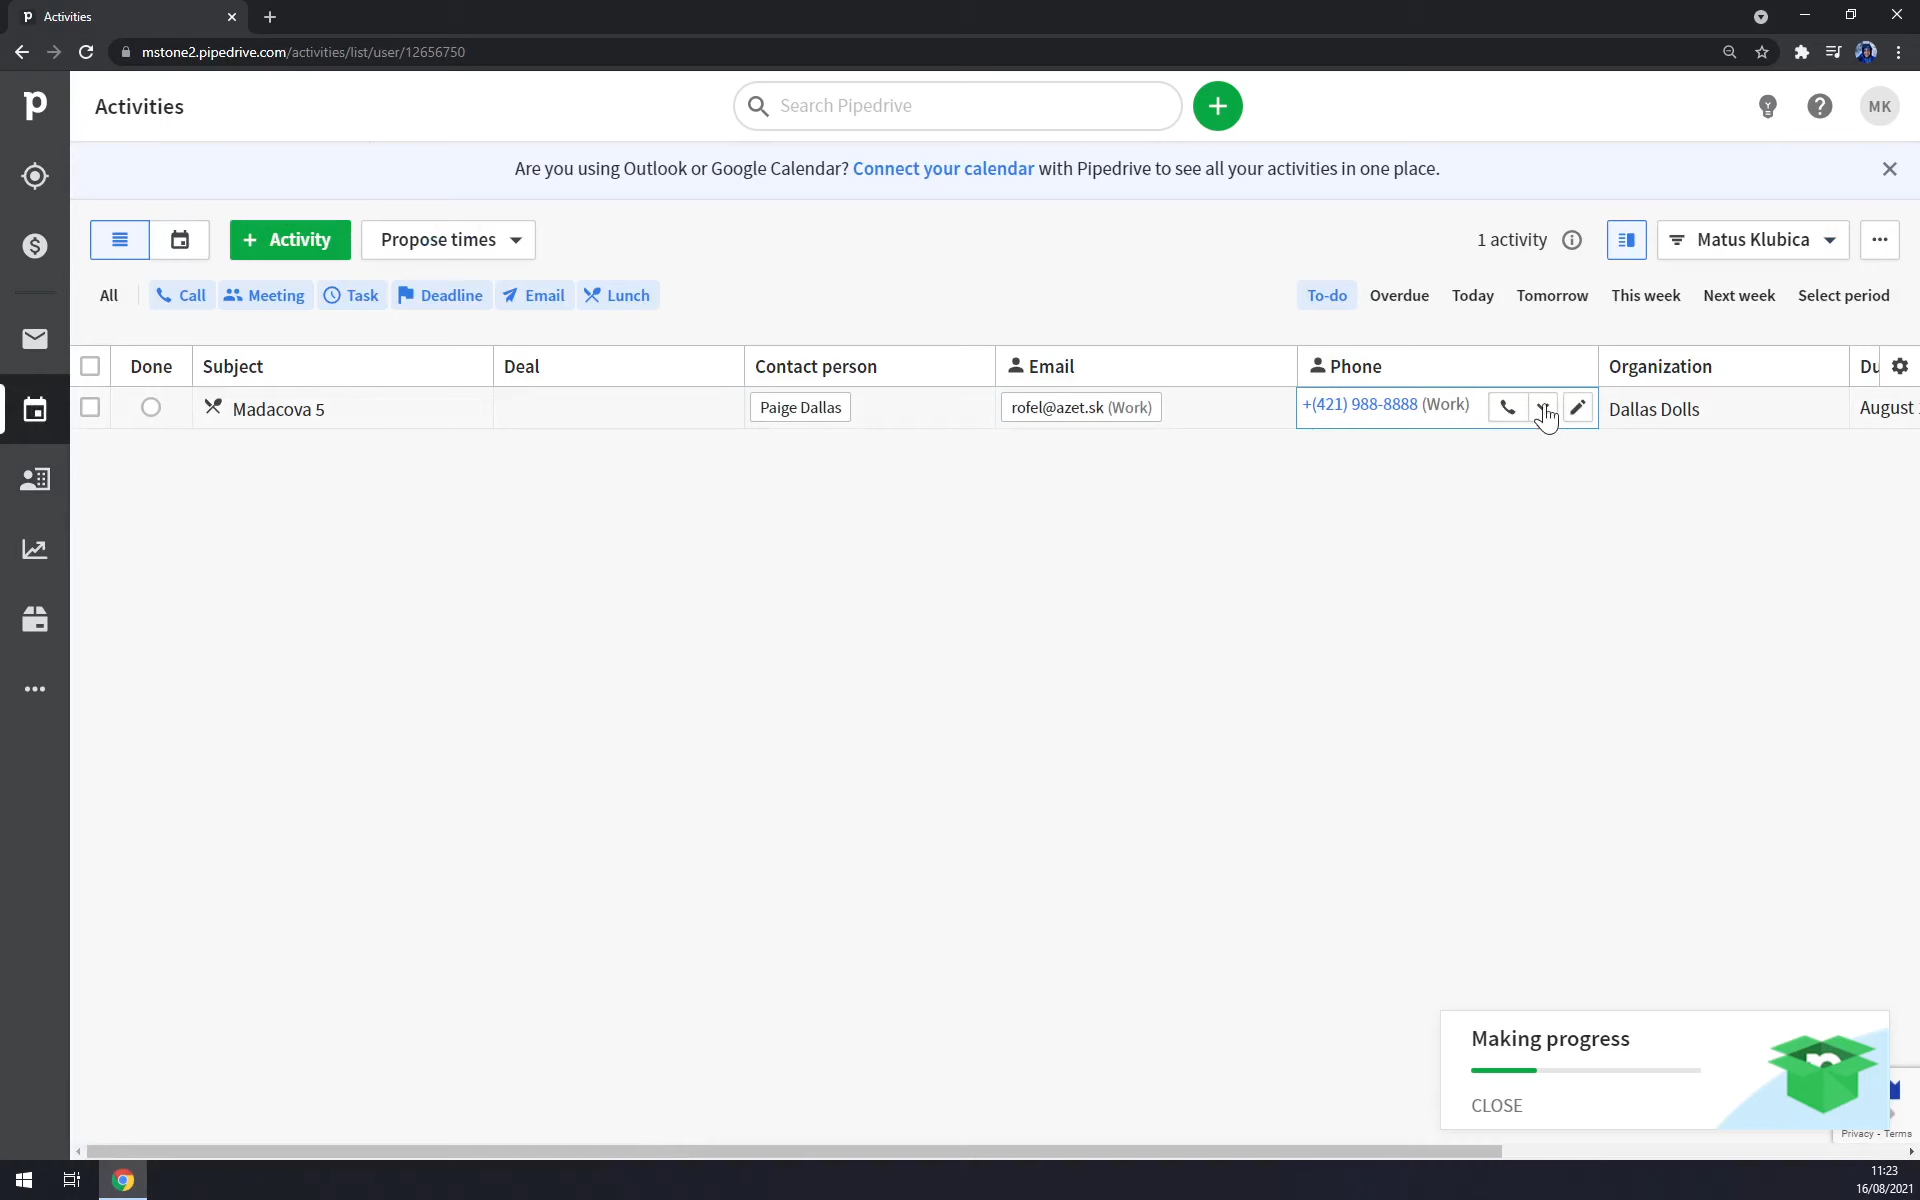 Activities
mstone2.pipedrive.com/activities/list/user/12656750
p
Activities
Search Pipedrive
MK
Are you using Outlook or Google Calendar? Connect your calendar with Pipedrive to see all your activities in one place.
+ Activity
Propose times
1 activity
Matus Klubica
All
Call
Meeting
Task
Deadline
Email
Lunch
To-do
Overdue
Today
Tomorrow
This week
Next week
Select period
Done
Subject
Deal
Contact person
Email
Phone
Organization
Madacova 5
Paige Dallas
rofel@azet.sk (Work)
+(421) 988-8888 (Work)
Dallas Dolls
August
Making progress
CLOSE
Privacy - Terms
11:23
16/08/2021